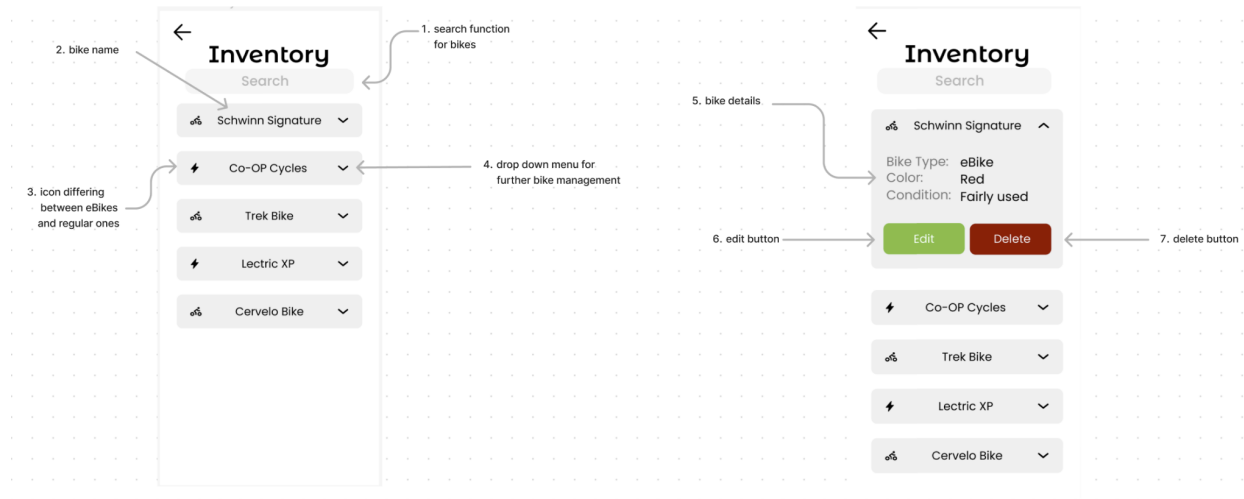 1. search function
for bikes
2. bike name
Inventory
Search
Schwinn Signature
Co-OP Cycles
3. icon differing
between eBikes
and regular ones
4. drop down menu for
further bike management
Trek Bike
Lectric XP
Cervelo Bike
Inventory
Search
5. bike details
Schwinn Signature
Bike Type: eBike
Color: Red
Condition: Fairly used
6. edit button
Edit
Delete
7. delete button
Co-OP Cycles
Trek Bike
Lectric XP
Cervelo Bike